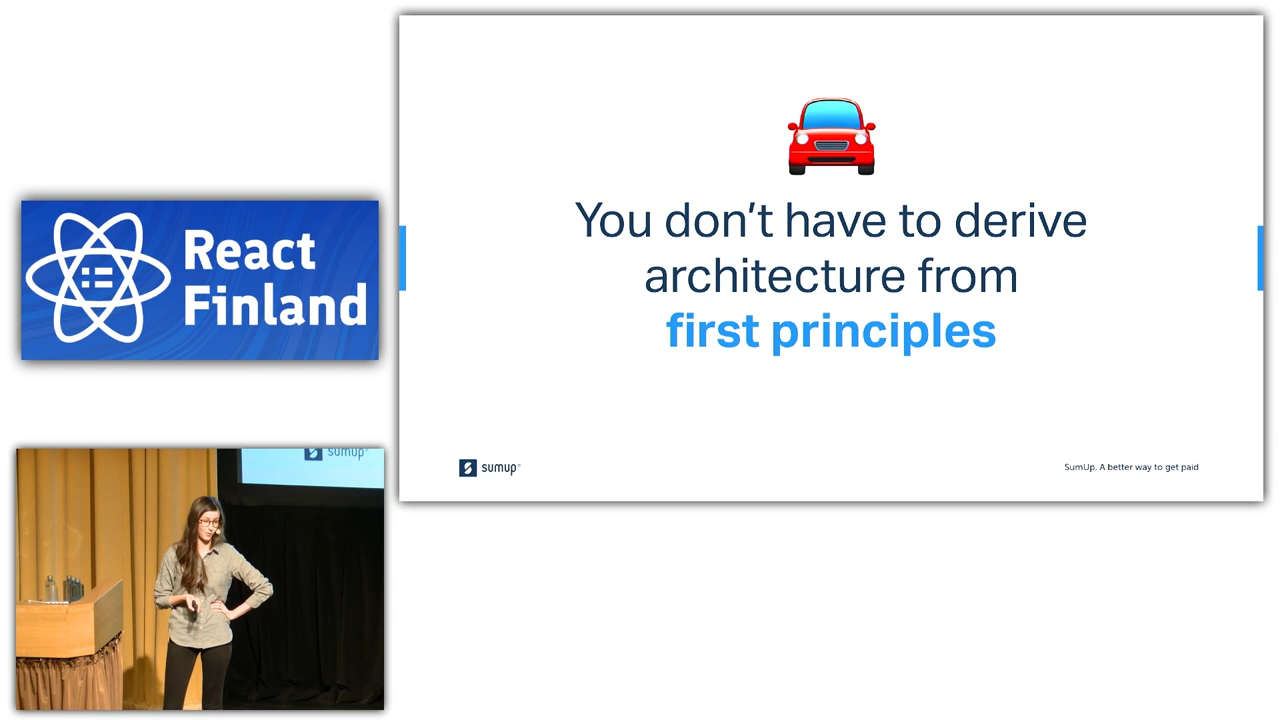 React
Finland
You don't have to derive
architecture from
first principles
sumup
SumUp. A better way to get paid
sumup